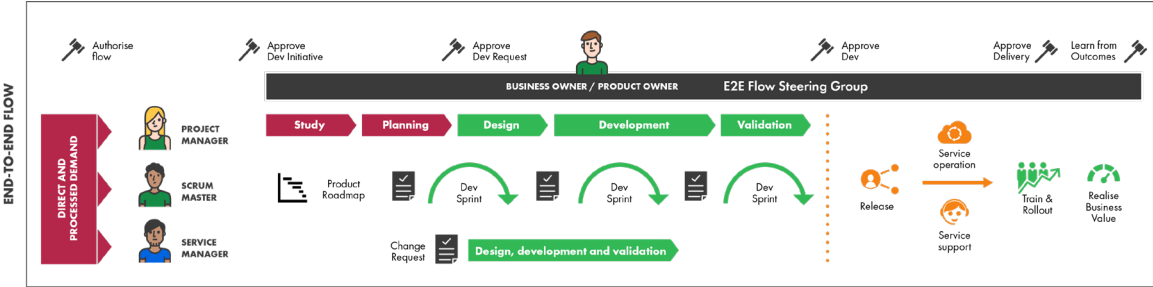 END-TO-END FLOW
Authorise
flow
Approve
Dev Initiative
Approve
Dev Request
Approve
Dev
Approve
Delivery
Learn from
Outcomes
BUSINESS OWNER / PRODUCT OWNER
E2E Flow Steering Group
DIRECT AND
PROCESSED DEMAND
PROJECT
MANAGER
SCRUM
MASTER
SERVICE
MANAGER
Study
Planning
Design
Development
Validation
Product
Roadmap
Dev
Sprint
Dev
Sprint
Dev
Sprint
Change
Request
Design, development and validation
Release
Service
operation
Service
support
Train &
Rollout
Realise
Business
Value